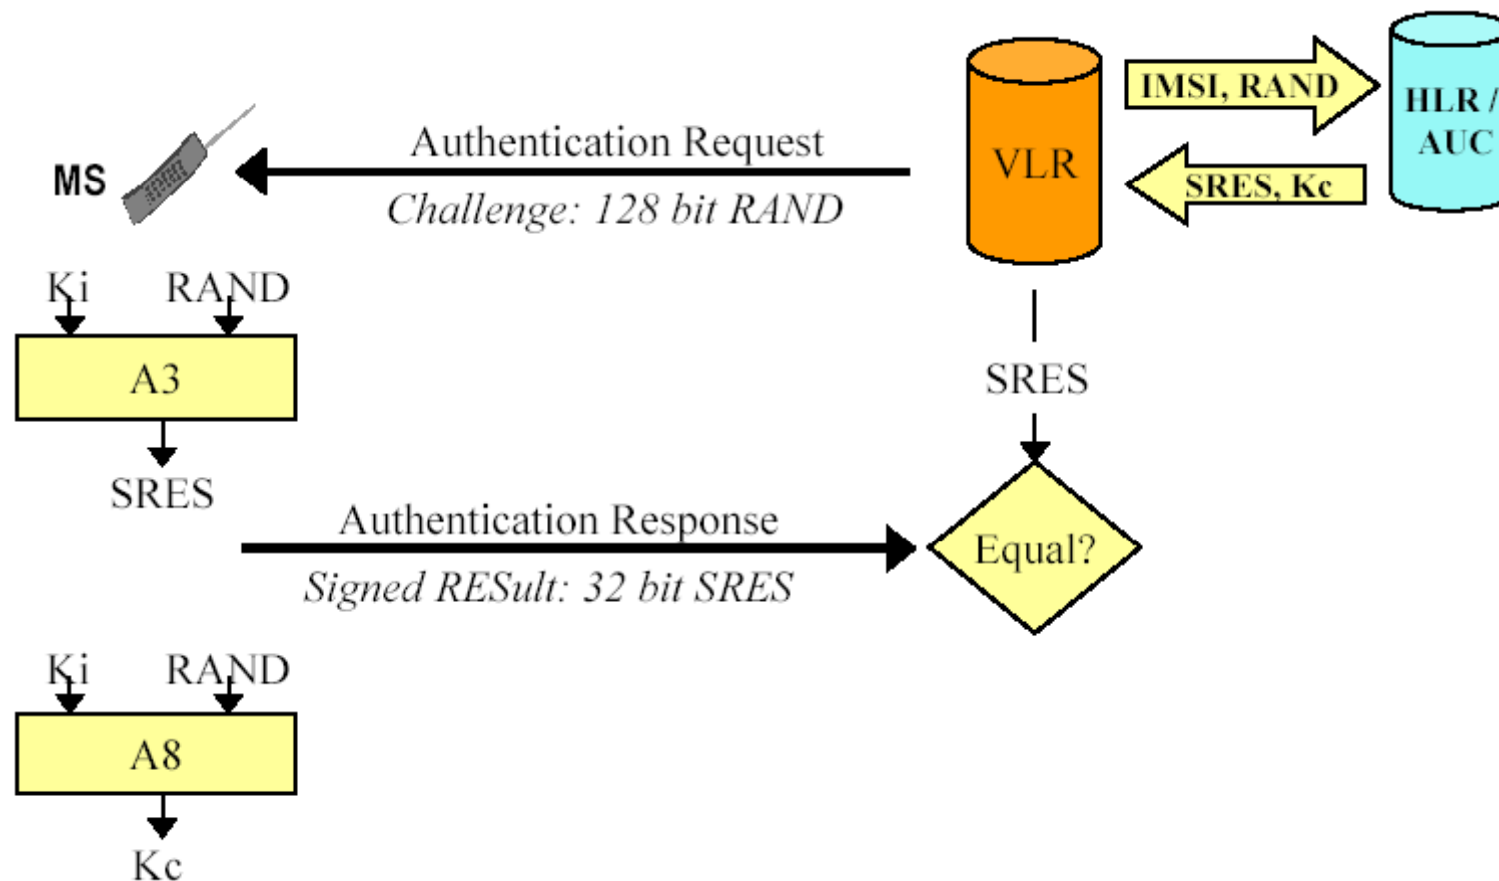 IMSI, RAND
HLR /
AUC
Authentication Request
VLR
MS
SRES, Kc
Challenge: 128 bit RAND
Ki
RAND
A3
SRES
SRES
Authentication Response
Equal?
Signed RESult: 32 bit SRES
Ki
RAND
A8
Kc